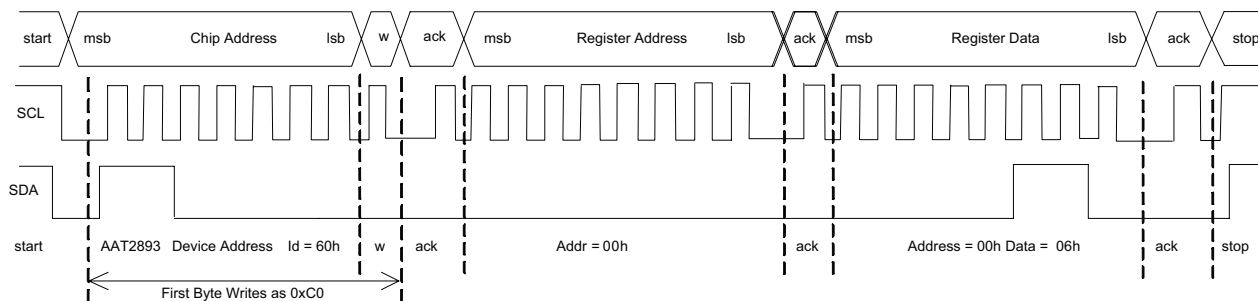 start msb Chip Address lsb w ack msb Register Address lsb ack msb Register Data lsb ack stop
SCL
SDA
start AAT2893 Device Address Id = 60h w ack Addr = 00h ack Address = 00h Data = 06h ack stop
First Byte Writes as 0xC0